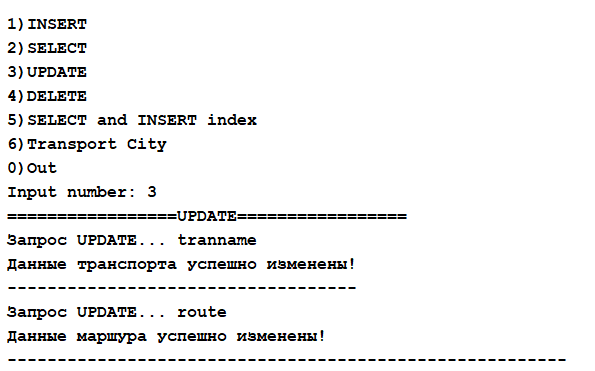 1)INSERT
2)SELECT
3)UPDATE
4)DELETE
5)SELECT and INSERT index
6)Transport City
0)Out
Input number: 3
=================UPDATE=================
Запрос UPDATE... tranname
Данные транспорта успешно изменены!
-----------------------------------
Запрос UPDATE... route
Данные маршура успешно изменены!
--------------------------------------------------------